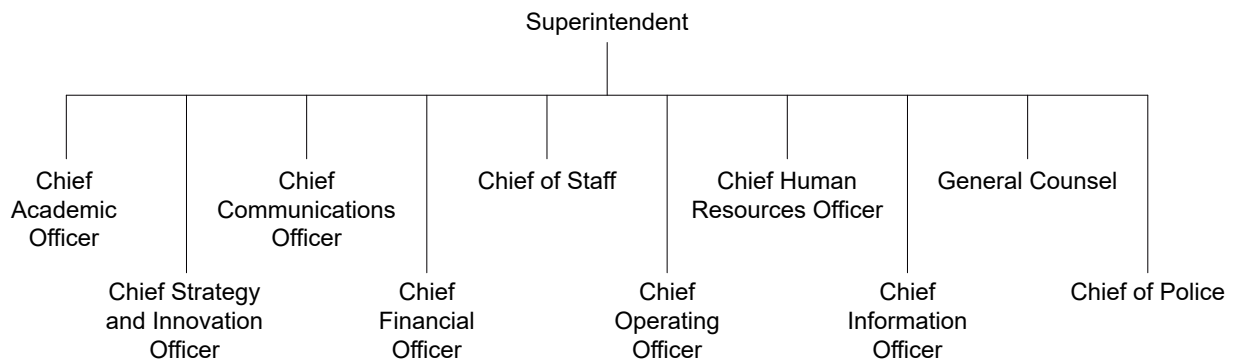 Superintendent
Chief
Academic
Officer
Chief
Communications
Officer
Chief of Staff
Chief Human
Resources Officer
General Counsel
Chief Strategy
and Innovation
Officer
Chief
Financial
Officer
Chief
Operating
Officer
Chief
Information
Officer
Chief of Police